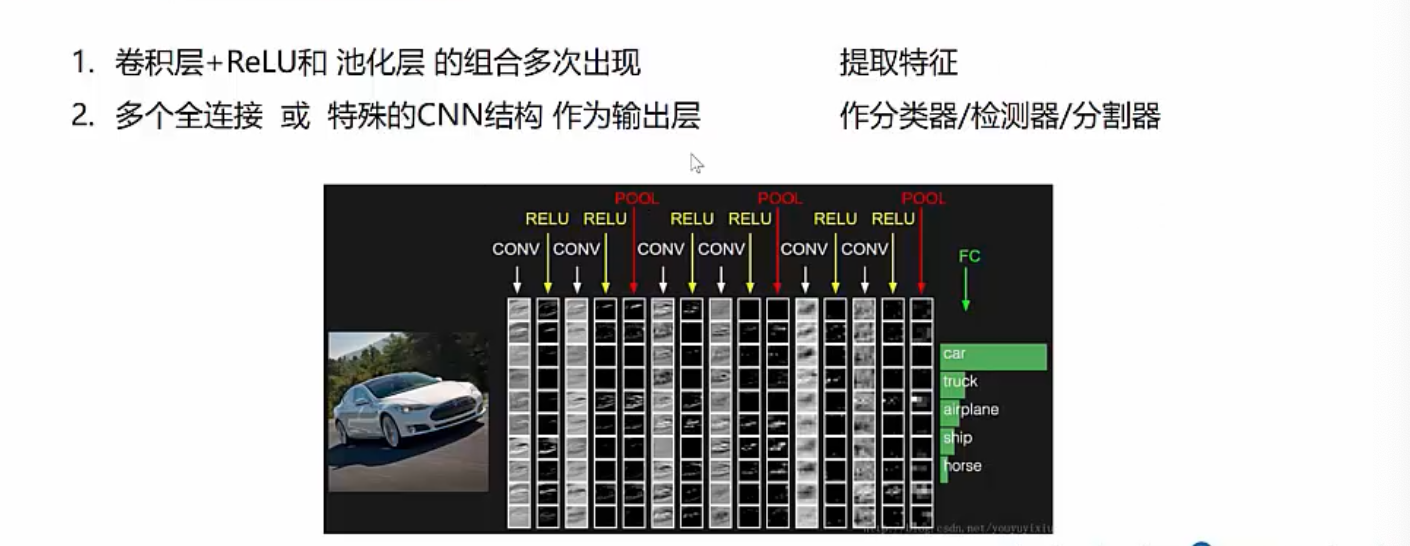 1. 卷积层+ReLU和 池化层 的组合多次出现 提取特征
2. 多个全连接 或 特殊的CNN结构 作为输出层 作分类器/检测器/分割器
POOL POOL POOL
RELU RELU RELU RELU RELU RELU
CONV CONV CONV CONV CONV CONV
FC
car
truck
airplane
ship
horse
http://blog.csdn.net/youyuyixiu